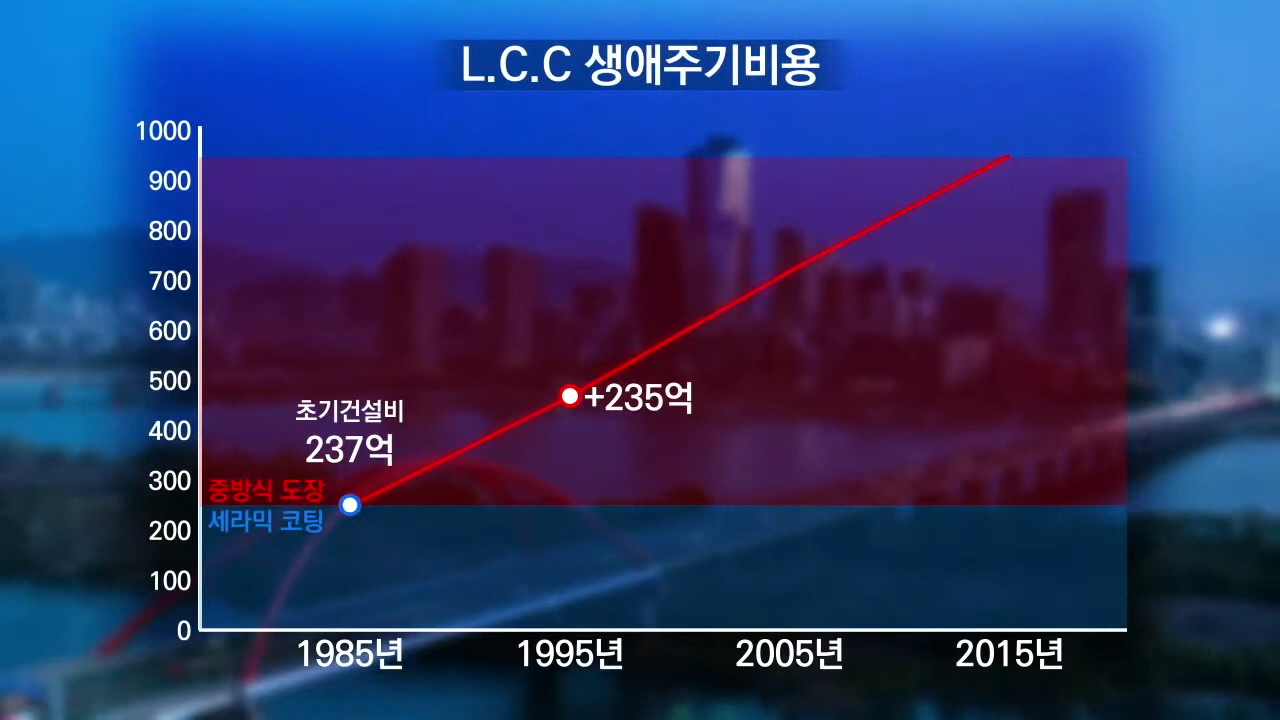 L.C.C 생애주기비용
1000
900
800
700
600
500
400
300
200
100
0
초기건설비
237억
+235억
중방식 도장
세라믹 코팅
1985년
1995년
2005년
2015년